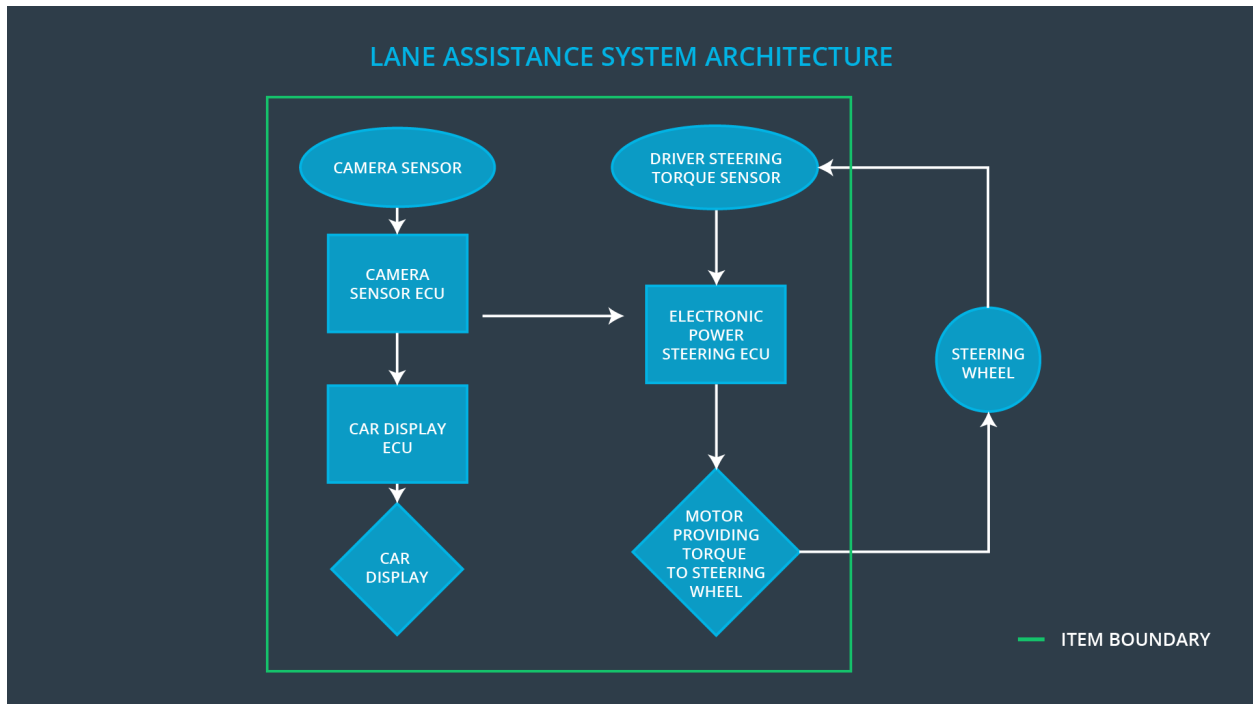 LANE ASSISTANCE SYSTEM ARCHITECTURE
CAMERA SENSOR
CAMERA
SENSOR ECU
CAR DISPLAY
ECU
CAR
DISPLAY
DRIVER STEERING
TORQUE SENSOR
ELECTRONIC
POWER
STEERING ECU
MOTOR
PROVIDING
TORQUE
TO STEERING
WHEEL
STEERING
WHEEL
ITEM BOUNDARY